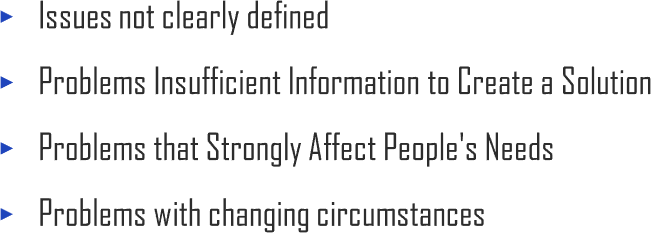 Issues not clearly defined
Problems Insufficient Information to Create a Solution
Problems that Strongly Affect People's Needs
Problems with changing circumstances